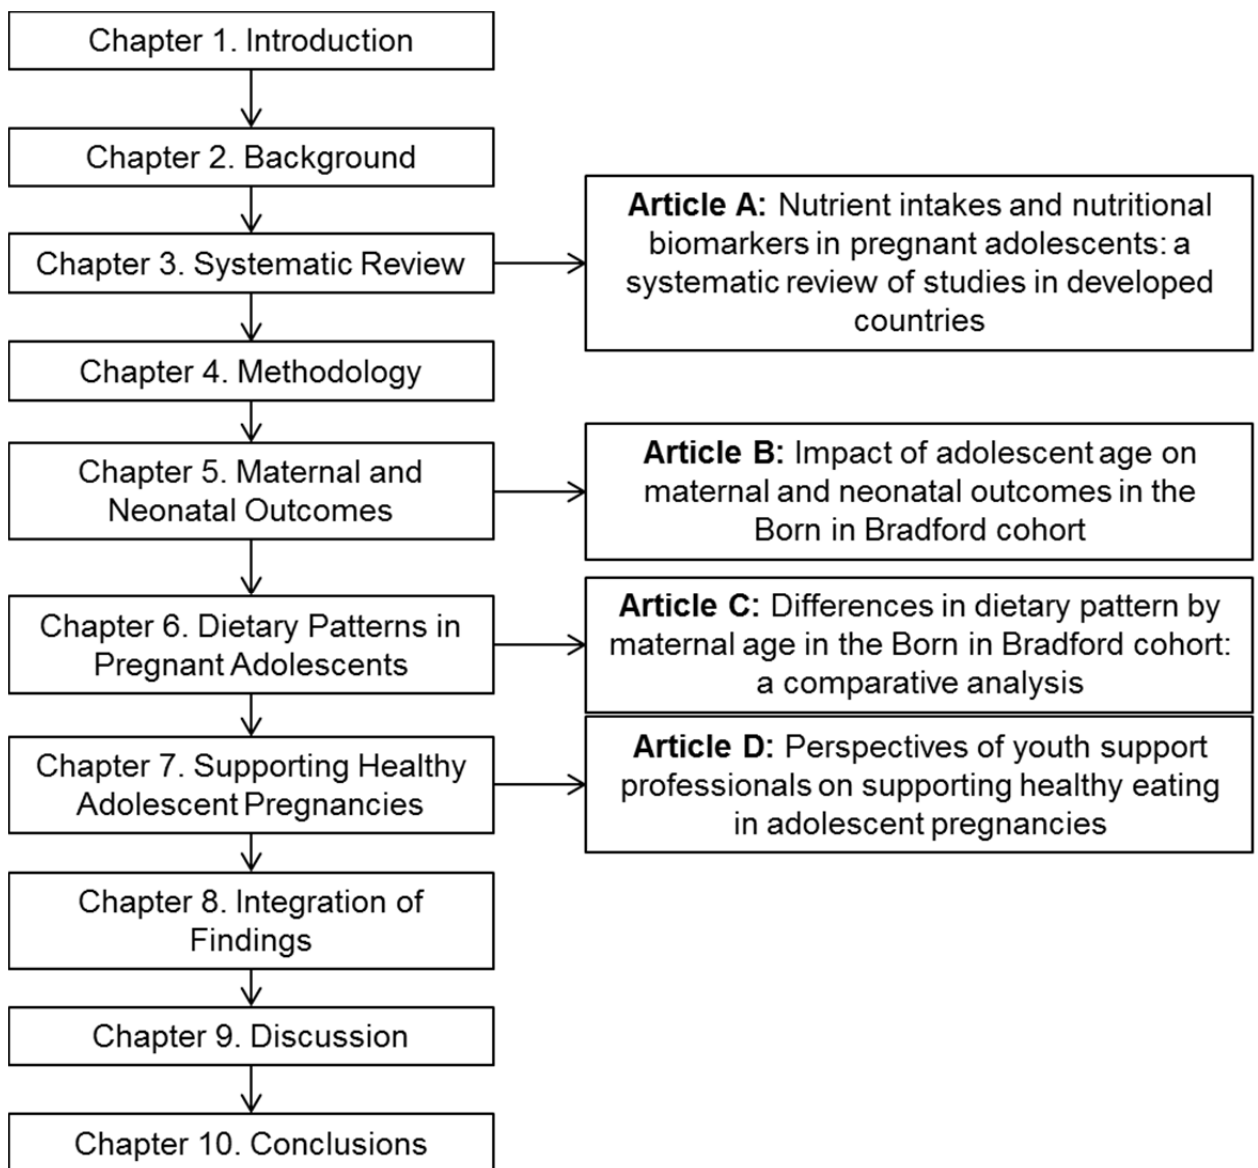 Chapter 1. Introduction
Chapter 2. Background
Chapter 3. Systematic Review
Article A: Nutrient intakes and nutritional
biomarkers in pregnant adolescents: a
systematic review of studies in developed
countries
Chapter 4. Methodology
Chapter 5. Maternal and
Neonatal Outcomes
Article B: Impact of adolescent age on
maternal and neonatal outcomes in the
Born in Bradford cohort
Chapter 6. Dietary Patterns in
Pregnant Adolescents
Article C: Differences in dietary pattern by
maternal age in the Born in Bradford cohort:
a comparative analysis
Chapter 7. Supporting Healthy
Adolescent Pregnancies
Article D: Perspectives of youth support
professionals on supporting healthy eating
in adolescent pregnancies
Chapter 8. Integration of
Findings
Chapter 9. Discussion
Chapter 10. Conclusions